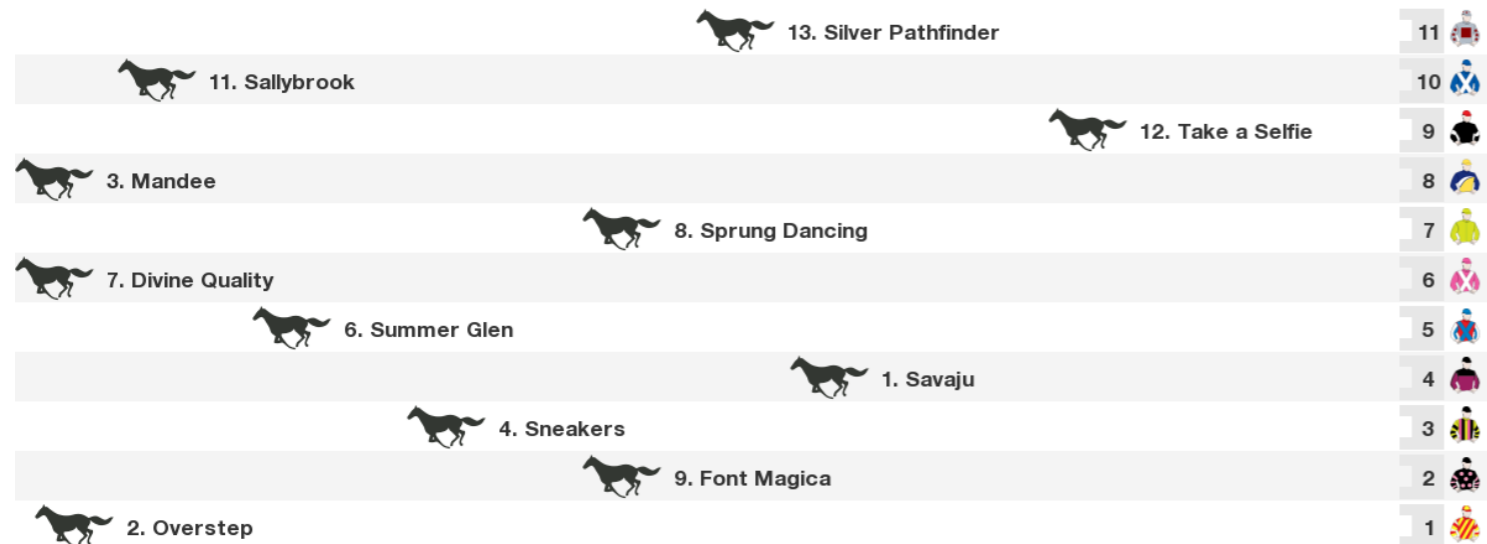 13. Silver Pathfinder 11
11. Sallybrook 10
12. Take a Selfie 9
3. Mandee 8
8. Sprung Dancing 7
7. Divine Quality 6
6. Summer Glen 5
1. Savaju 4
4. Sneakers 3
9. Font Magica 2
2. Overstep 1